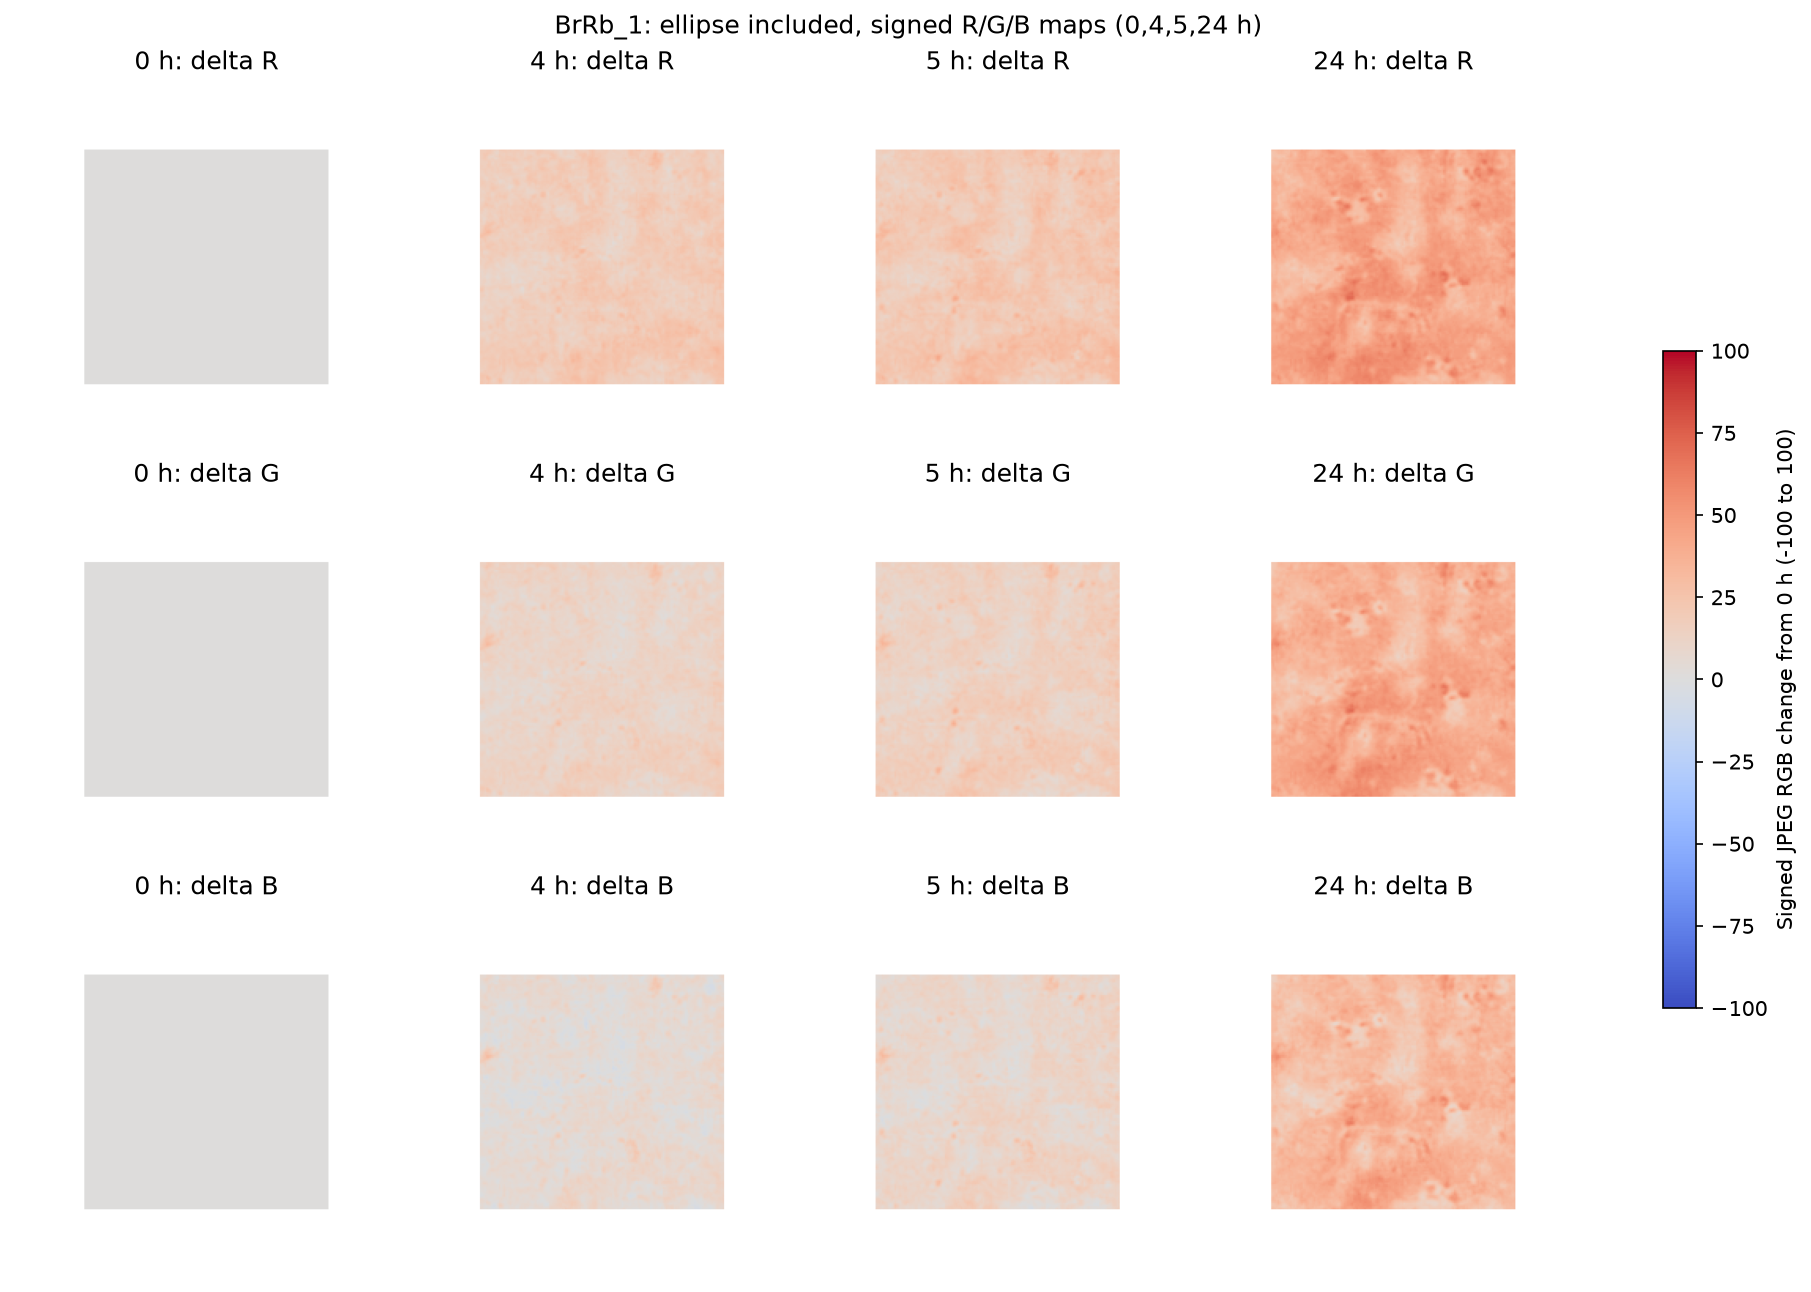 BrRb_1: ellipse included, signed R/G/B maps (0,4,5,24 h)
0 h: delta R
4 h: delta R
5 h: delta R
24 h: delta R
0 h: delta G
4 h: delta G
5 h: delta G
24 h: delta G
0 h: delta B
4 h: delta B
5 h: delta B
24 h: delta B
100
75
50
25
0
−25
−50
−75
−100
Signed JPEG RGB change from 0 h (-100 to 100)